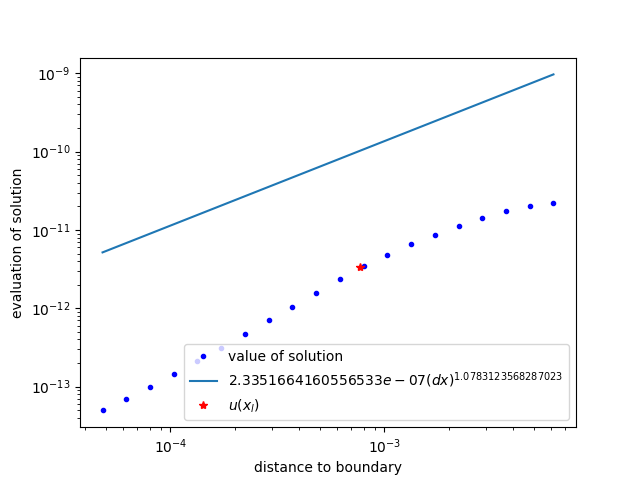 10⁻⁹
10⁻¹⁰
10⁻¹¹
10⁻¹²
10⁻¹³
evaluation of solution
value of solution
2.3351664160556533e − 07(dx)^1.0783123568287023
u(x_l)
10⁻⁴
10⁻³
distance to boundary